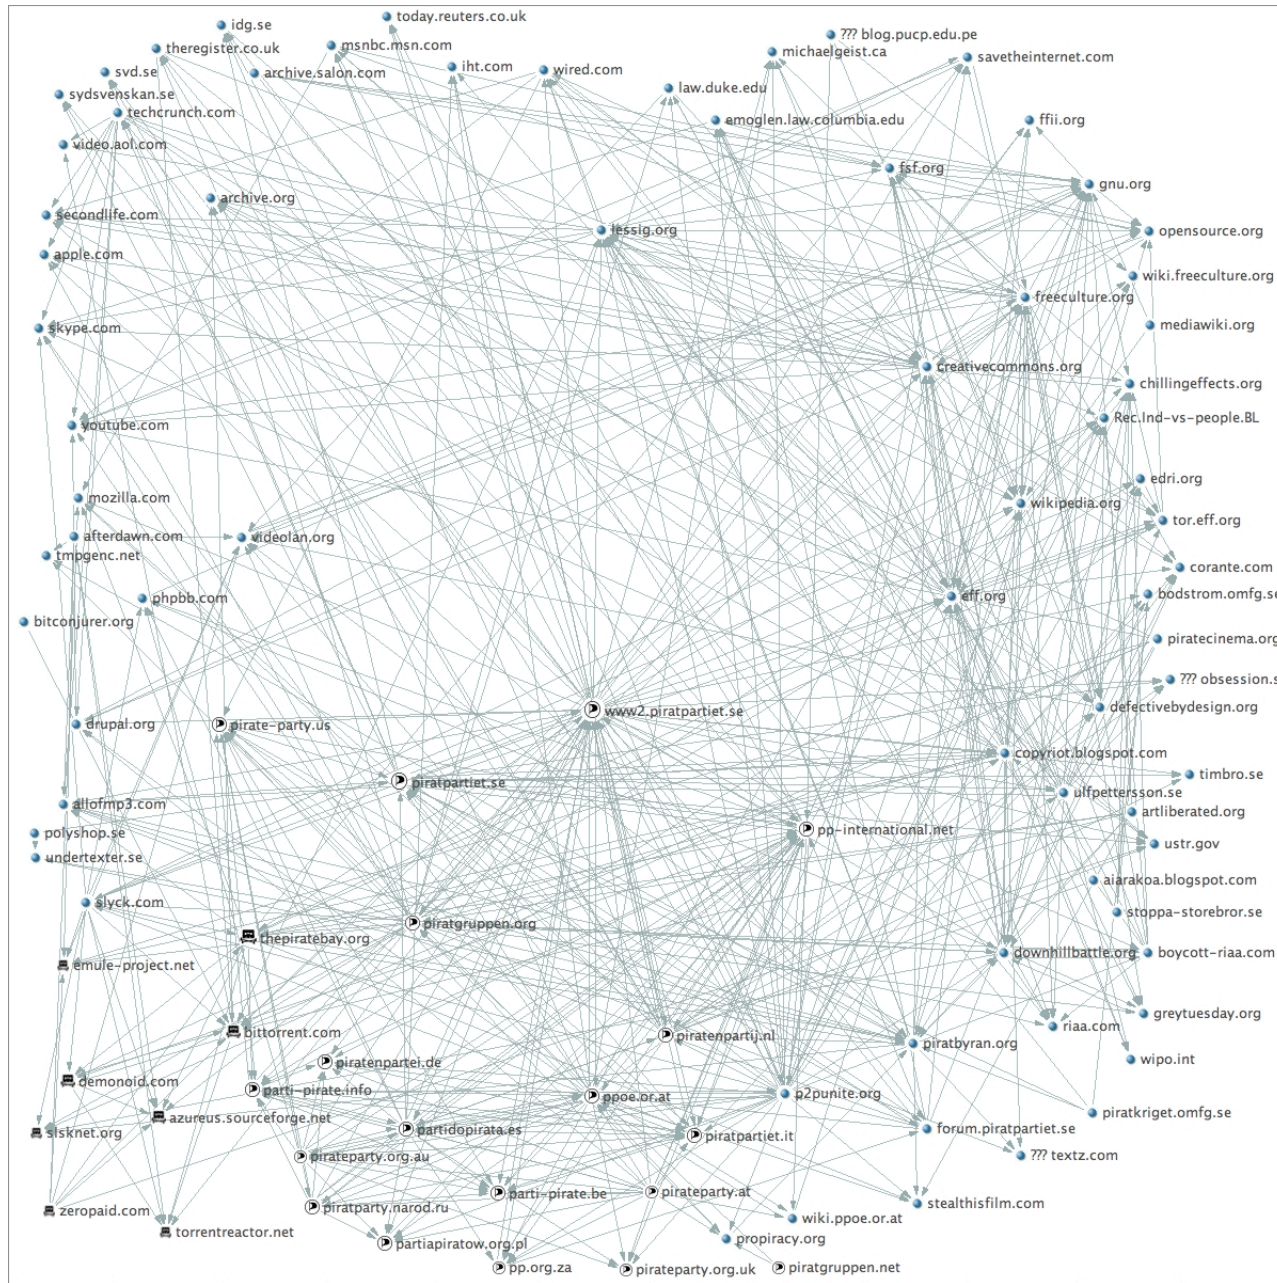 today.reuters.co.uk
idg.se
??? blog.pucp.edu.pe
msnbc.msn.com
theregister.co.uk
michaelgeist.ca
savetheinternet.com
iht.com
wired.com
svd.se
archive.salon.com
law.duke.edu
sydsvenskan.se
techcrunch.com
emoglen.law.columbia.edu
ffii.org
video.aol.com
fsf.org
gnu.org
archive.org
secondlife.com
lessig.org
opensource.org
apple.com
wiki.freeculture.org
freeculture.org
mediawiki.org
skype.com
creativecommons.org
chillingeffects.org
Rec.Ind-vs-people.BL
youtube.com
edri.org
mozilla.com
wikipedia.org
tor.eff.org
afterdawn.com
videolan.org
tmpgenc.net
corante.com
bodstrom.omfg.se
eff.org
phpbb.com
bitconjurer.org
piratecinema.org
??? obsession.s
defectivebydesign.org
www2.piratpartiet.se
drupal.org
pirate-party.us
copyriot.blogspot.com
timbro.se
piratpartiet.se
ulfpettersson.se
allofmp3.com
artliberated.org
pp-international.net
polyshop.se
ustr.gov
undertexter.se
aiarakoa.blogspot.com
slyck.com
stoppa-storebror.se
piratgruppen.org
thepiratebay.org
downhillbattle.org
boycott-riaa.com
emule-project.net
greytuesday.org
riaa.com
bittorrent.com
piratenpartij.nl
piratbyran.org
wipo.int
piratenpartei.de
demonoid.com
parti-pirate.info
p2punite.org
ppoe.or.at
piratkriget.omfg.se
azureus.sourceforge.net
partidopirata.es
forum.piratpartiet.se
slsknet.org
piratpartiet.it
??? textz.com
pirateparty.org.au
parti-pirate.be
pirateparty.at
stealthisfilm.com
piratparty.narod.ru
zeropaid.com
wiki.ppoe.or.at
torrentreactor.net
propiracy.org
partiapiratow.org.pl
pp.org.za
pirateparty.org.uk
piratgruppen.net